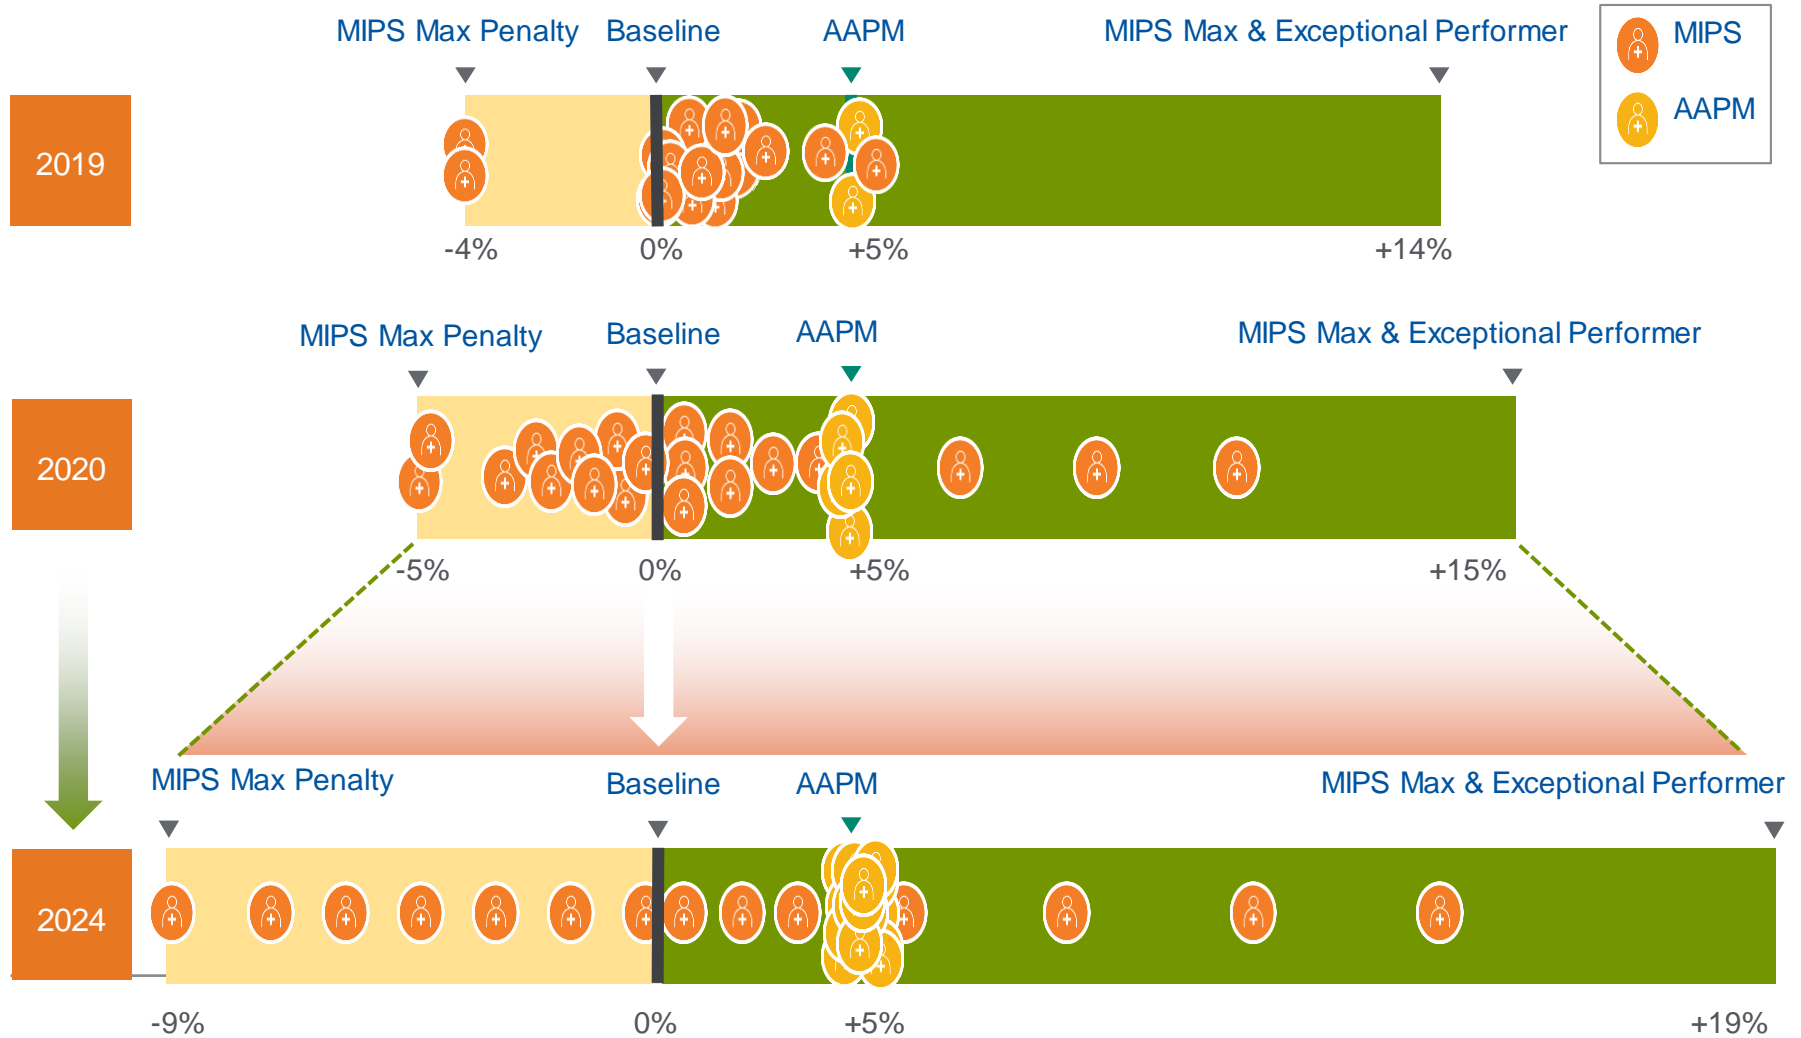 MIPS Max Penalty Baseline AAPM MIPS Max & Exceptional Performer
MIPS
AAPM
2019
-4% 0% +5% +14%
MIPS Max Penalty Baseline AAPM MIPS Max & Exceptional Performer
2020
-5% 0% +5% +15%
MIPS Max Penalty Baseline AAPM MIPS Max & Exceptional Performer
2024
-9% 0% +5% +19%